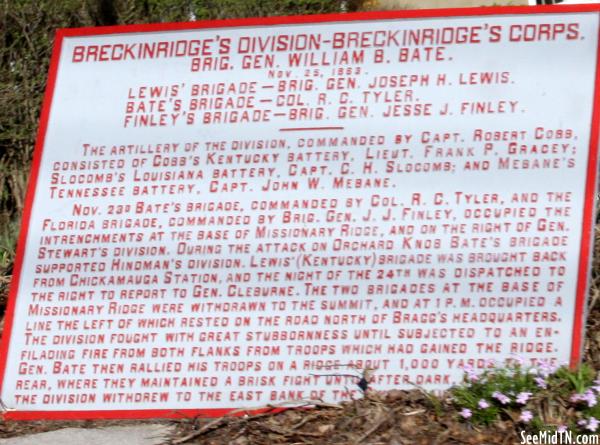 BRECKINRIDGE'S DIVISION-BRECKINRIDGE'S CORPS.
BRIG. GEN. WILLIAM B. BATE.
NOV. 25, 1863.
LEWIS' BRIGADE—BRIG. GEN. JOSEPH H. LEWIS.
BATE'S BRIGADE—COL. R. C. TYLER.
FINLEY'S BRIGADE—BRIG. GEN. JESSE J. FINLEY.
THE ARTILLERY OF THE DIVISION, COMMANDED BY CAPT. ROBERT COBB,
CONSISTED OF COBB'S KENTUCKY BATTERY, LIEUT. FRANK P. GRACEY;
SLOCOMB'S LOUISIANA BATTERY, CAPT. C. H. SLOCOMB; AND MEBANE'S
TENNESSEE BATTERY, CAPT. JOHN W. MEBANE.
NOV. 23D BATE'S BRIGADE, COMMANDED BY COL. R. C. TYLER, AND THE
FLORIDA BRIGADE, COMMANDED BY BRIG. GEN. J. J. FINLEY, OCCUPIED THE
INTRENCHMENTS AT THE BASE OF MISSIONARY RIDGE, AND ON THE RIGHT OF GEN.
STEWART'S DIVISION. DURING THE ATTACK ON ORCHARD KNOB BATE'S BRIGADE
SUPPORTED HINDMAN'S DIVISION. LEWIS' (KENTUCKY) BRIGADE WAS BROUGHT BACK
FROM CHICKAMAUGA STATION, AND THE NIGHT OF THE 24TH WAS DISPATCHED TO
THE RIGHT TO REPORT TO GEN. CLEBURNE. THE TWO BRIGADES AT THE BASE OF
MISSIONARY RIDGE WERE WITHDRAWN TO THE SUMMIT, AND AT 1 P.M. OCCUPIED A
LINE THE LEFT OF WHICH RESTED ON THE ROAD NORTH OF BRAGG'S HEADQUARTERS.
THE DIVISION FOUGHT WITH GREAT STUBBORNNESS UNTIL SUBJECTED TO AN EN-
FILADING FIRE FROM BOTH FLANKS FROM TROOPS WHICH HAD GAINED THE RIDGE.
GEN. BATE THEN RALLIED HIS TROOPS ON A RIDGE ABOUT 1,000 YARDS THE
REAR, WHERE THEY MAINTAINED A BRISK FIGHT UNTIL AFTER DARK.
THE DIVISION WITHDREW TO THE EAST BANK OF THE
SeeMidTN.com